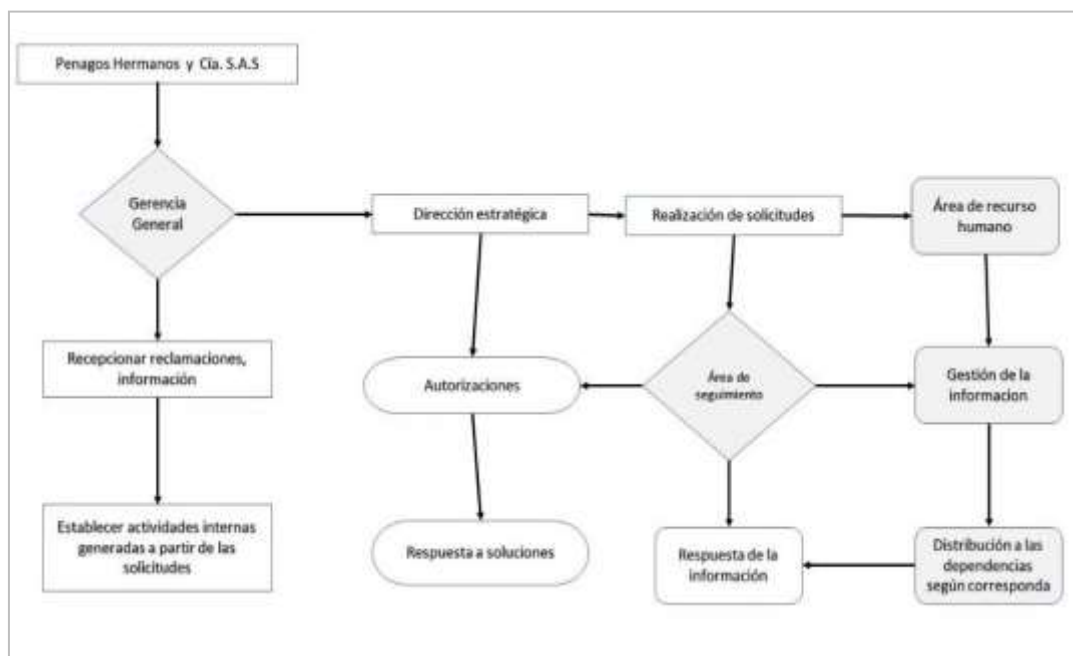 Penagos Hermanos y Cía. S.A.S
Gerencia
General
Dirección estratégica
Realización de solicitudes
Área de recurso
humano
Recepcionar reclamaciones,
información
Autorizaciones
Área de
seguimiento
Gestión de la
informacion
Establecer actividades internas
generadas a partir de las
solicitudes
Respuesta a soluciones
Respuesta de la
información
Distribución a las
dependencias
según corresponda